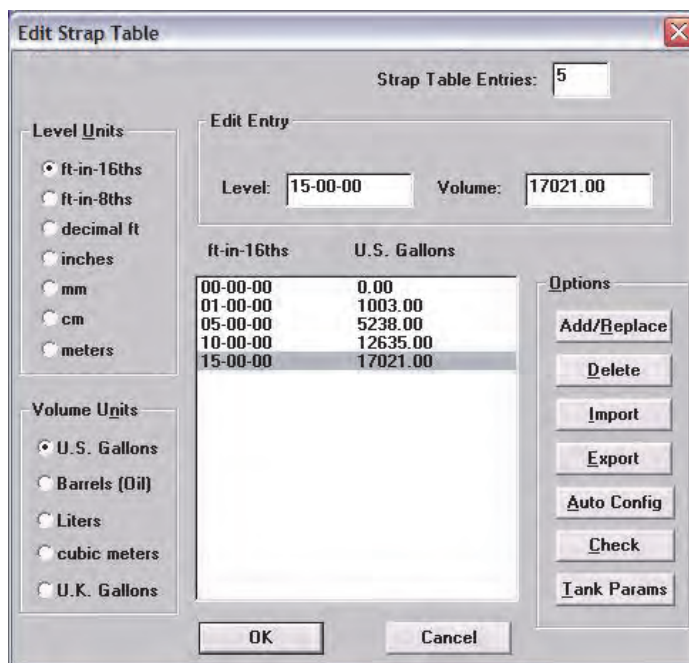 Edit Strap Table
Strap Table Entries: 5
Level Units
ft-in-16ths
ft-in-8ths
decimal ft
inches
mm
cm
meters
Edit Entry
Level: 15-00-00 Volume: 17021.00
ft-in-16ths U.S. Gallons
00-00-00 0.00
01-00-00 1003.00
05-00-00 5238.00
10-00-00 12635.00
15-00-00 17021.00
Volume Units
U.S. Gallons
Barrels (Oil)
Liters
cubic meters
U.K. Gallons
Options
Add/Replace
Delete
Import
Export
Auto Config
Check
Tank Params
OK Cancel